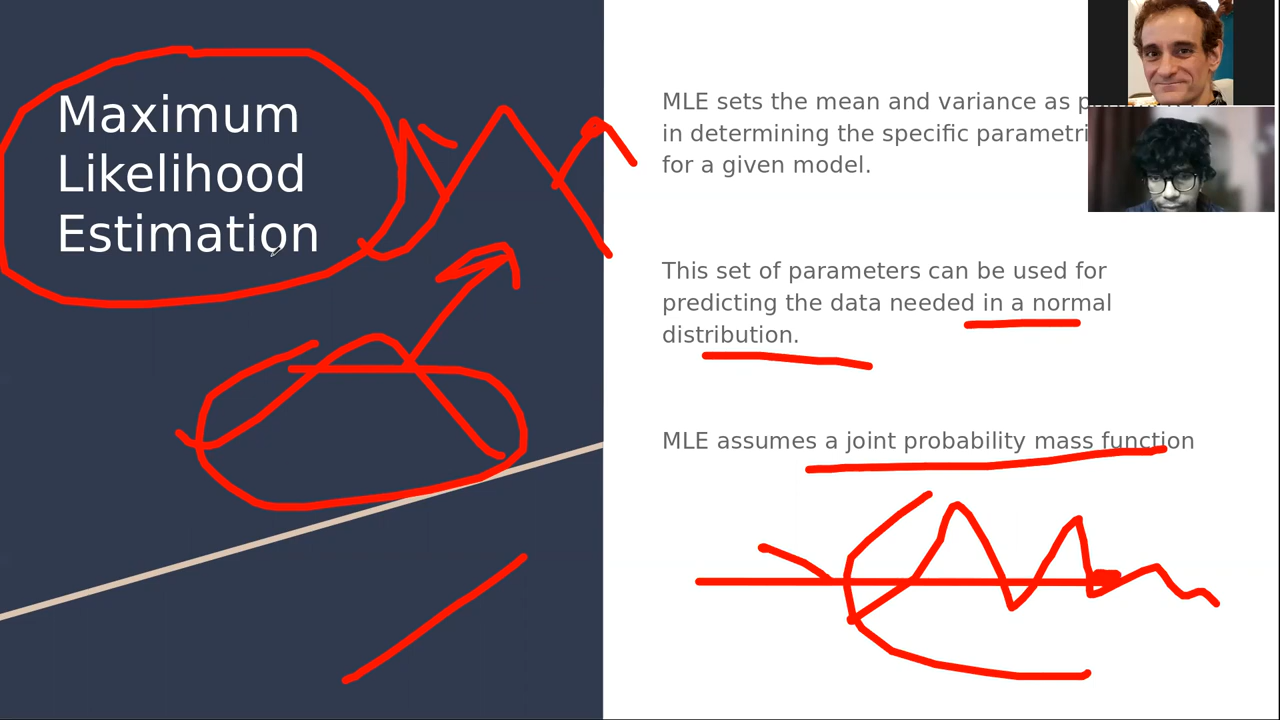 Maximum
Likelihood
Estimation
MLE sets the mean and variance as
in determining the specific
for a given model.
This set of parameters can be used for
predicting the data needed in a normal
distribution.
MLE assumes a joint probability mass function